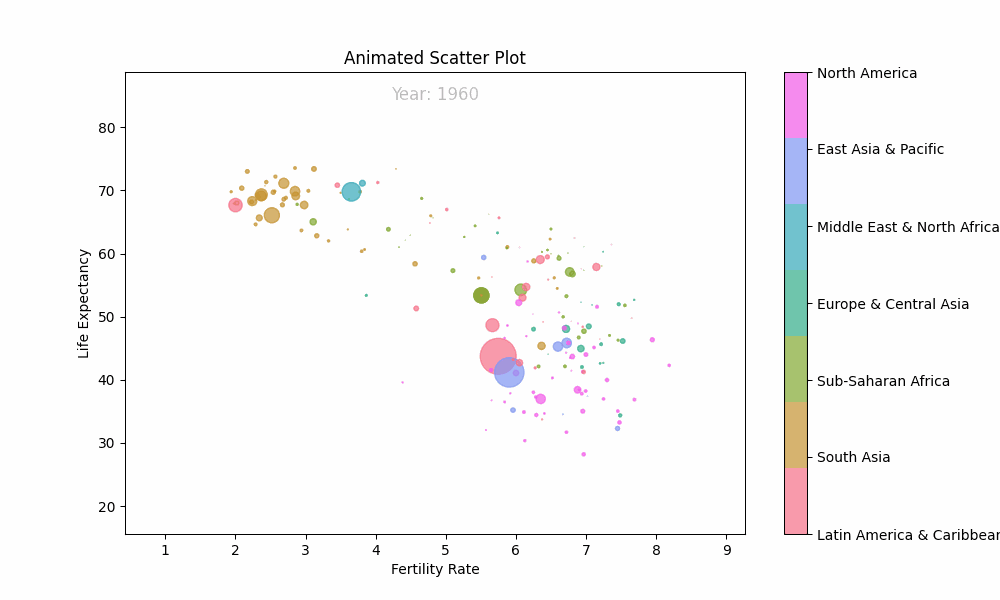 Animated Scatter Plot
Year: 1960
80
70
60
50
40
30
20
Life Expectancy
1 2 3 4 5 6 7 8 9
Fertility Rate
North America
East Asia & Pacific
Middle East & North Africa
Europe & Central Asia
Sub-Saharan Africa
South Asia
Latin America & Caribbean